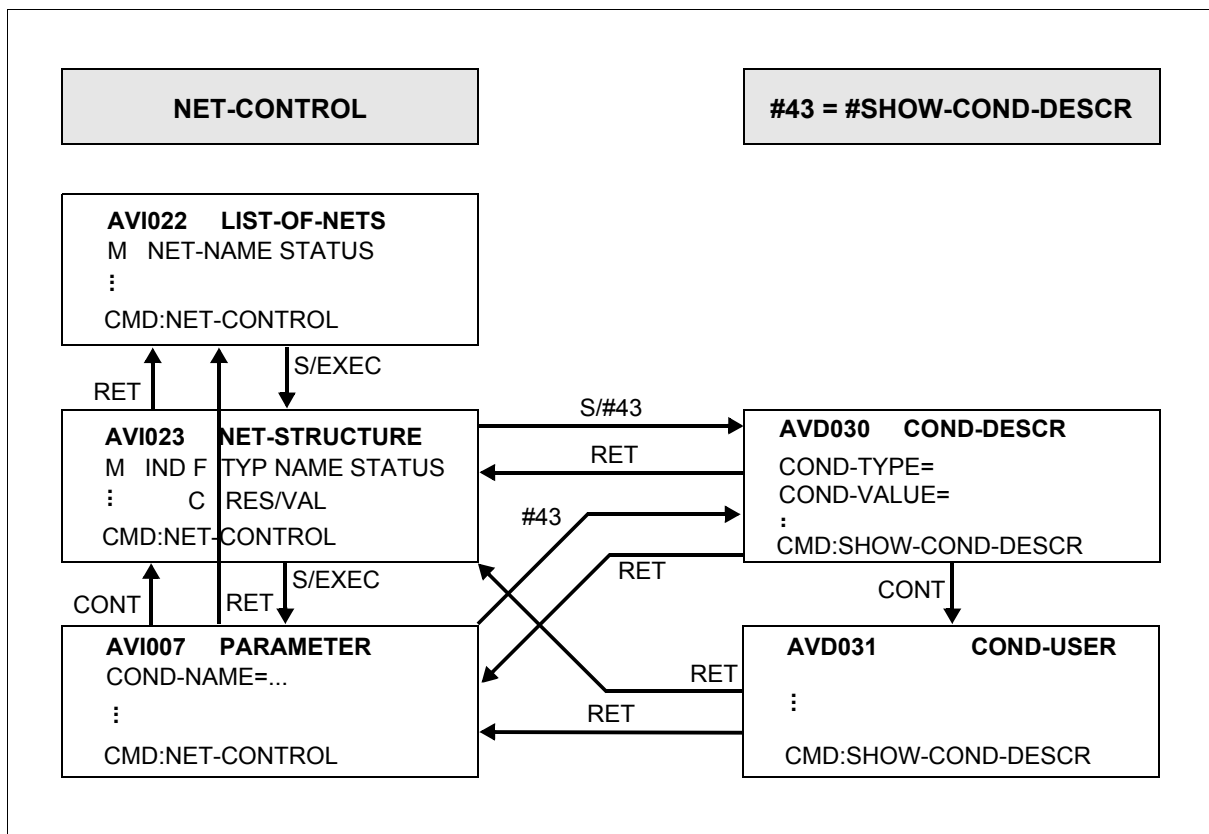 NET-CONTROL
#43 = #SHOW-COND-DESCR
AVI022 LIST-OF-NETS
M NET-NAME STATUS
⋮
CMD:NET-CONTROL
RET
S/EXEC
AVI023 NET-STRUCTURE
M IND F TYP NAME STATUS
⋮ C RES/VAL
CMD:NET-CONTROL
S/#43
RET
#43
RET
AVD030 COND-DESCR
COND-TYPE=
COND-VALUE=
⋮
CMD:SHOW-COND-DESCR
CONT
RET
S/EXEC
CONT
AVI007 PARAMETER
COND-NAME=...
⋮
CMD:NET-CONTROL
RET
RET
AVD031 COND-USER
⋮
CMD:SHOW-COND-DESCR